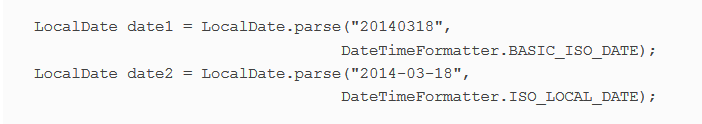 LocalDate date1 = LocalDate.parse("20140318",
DateTimeFormatter.BASIC_ISO_DATE);
LocalDate date2 = LocalDate.parse("2014-03-18",
DateTimeFormatter.ISO_LOCAL_DATE);